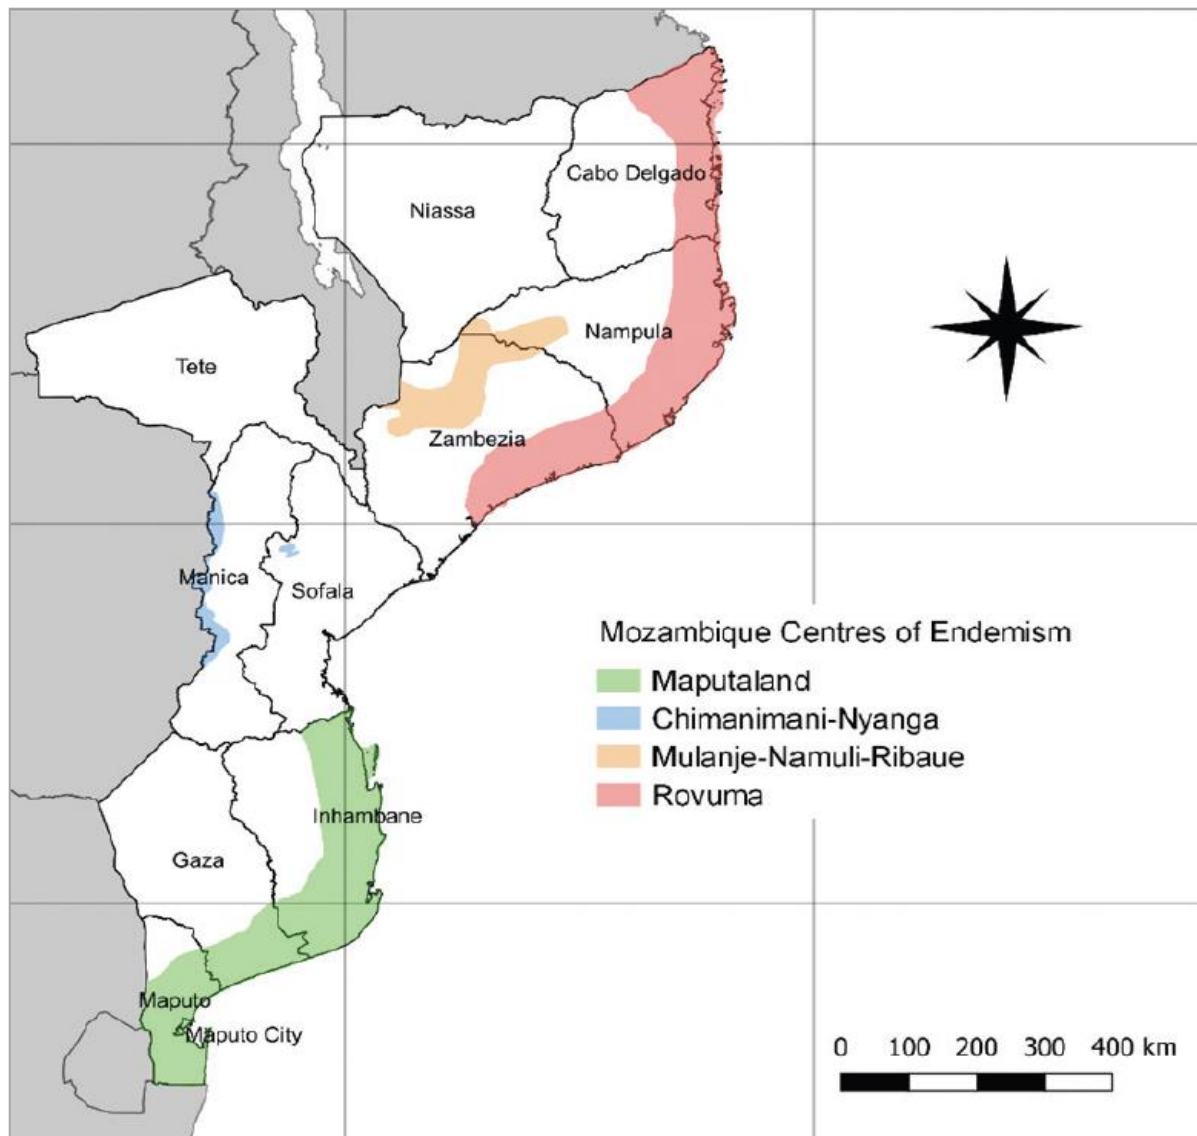 Cabo Delgado
Niassa
Nampula
Tete
Zambezia
Manica
Sofala
Mozambique Centres of Endemism
Maputaland
Chimanimani-Nyanga
Mulanje-Namuli-Ribaue
Rovuma
Inhambane
Gaza
Maputo
Maputo City
0 100 200 300 400 km